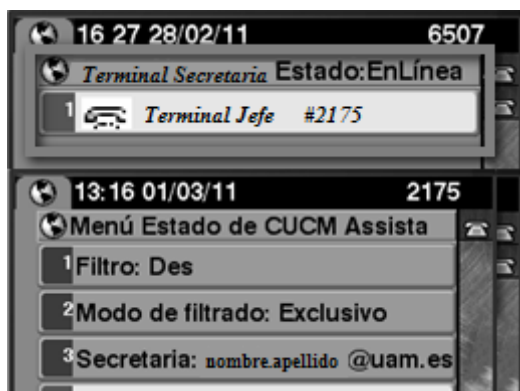 16 27 28/02/11 6507
Terminal Secretaria Estado:EnLínea
1 Terminal Jefe #2175
13:16 01/03/11 2175
Menú Estado de CUCM Assista
1 Filtro: Des
2 Modo de filtrado: Exclusivo
3 Secretaria: nombre.apellido @uam.es